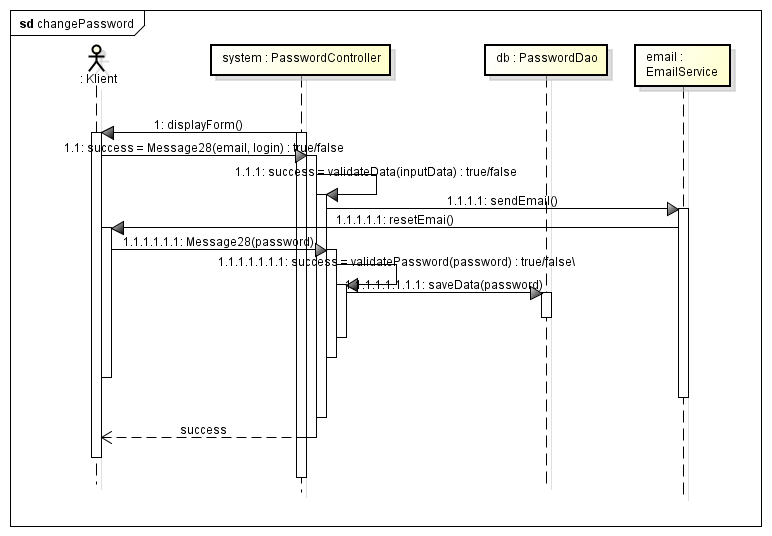 sd changePassword
: Klient
system : PasswordController
db : PasswordDao
email :
EmailService
1: displayForm()
1.1: success = Message28(email, login) : true/false
1.1.1: success = validateData(inputData) : true/false
1.1.1.1: sendEmail()
1.1.1.1.1: resetEmai()
1.1.1.1.1.1: Message28(password)
1.1.1.1.1.1.1: success = validatePassword(password) : true/false\
1.1.1.1.1.1.1.1: saveData(password)
success